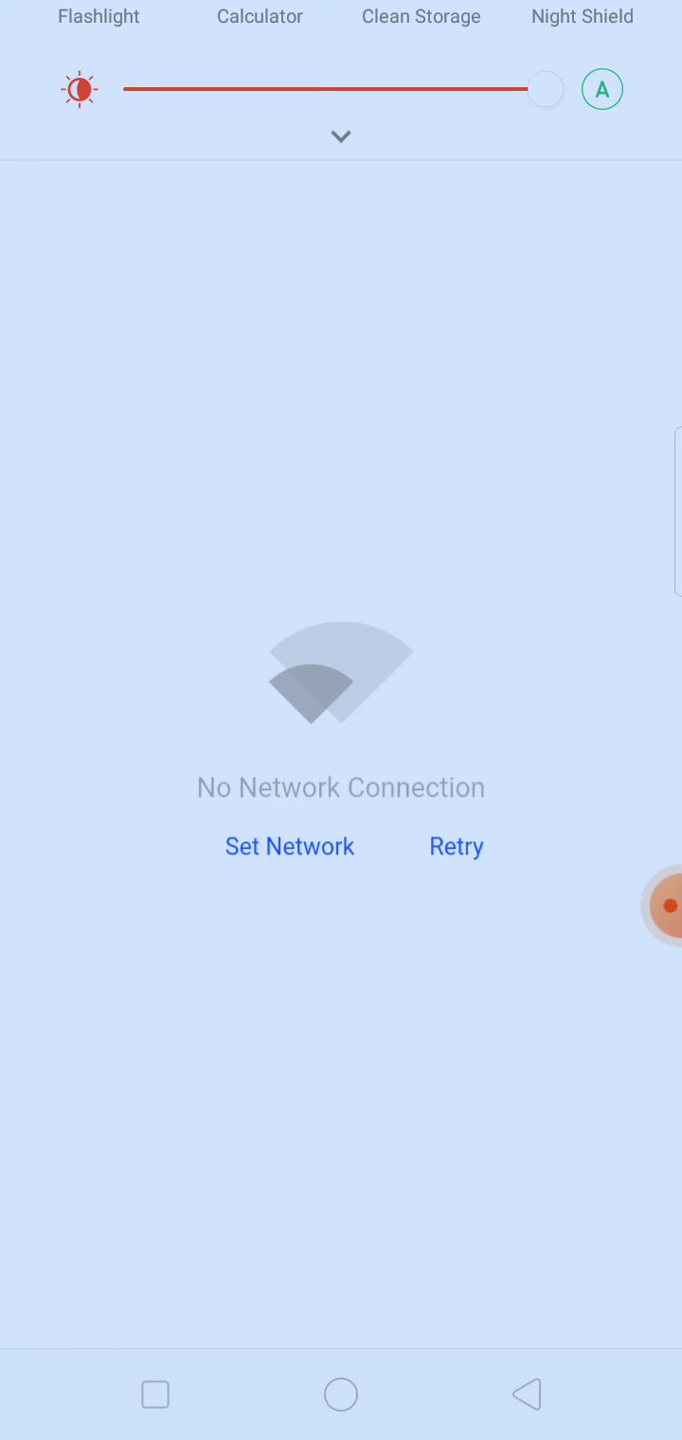 Flashlight Calculator Clean Storage Night Shield
A
No Network Connection
Set Network Retry